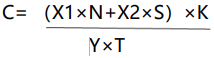 C= (X1×N+X2×S) ×K
Y×T